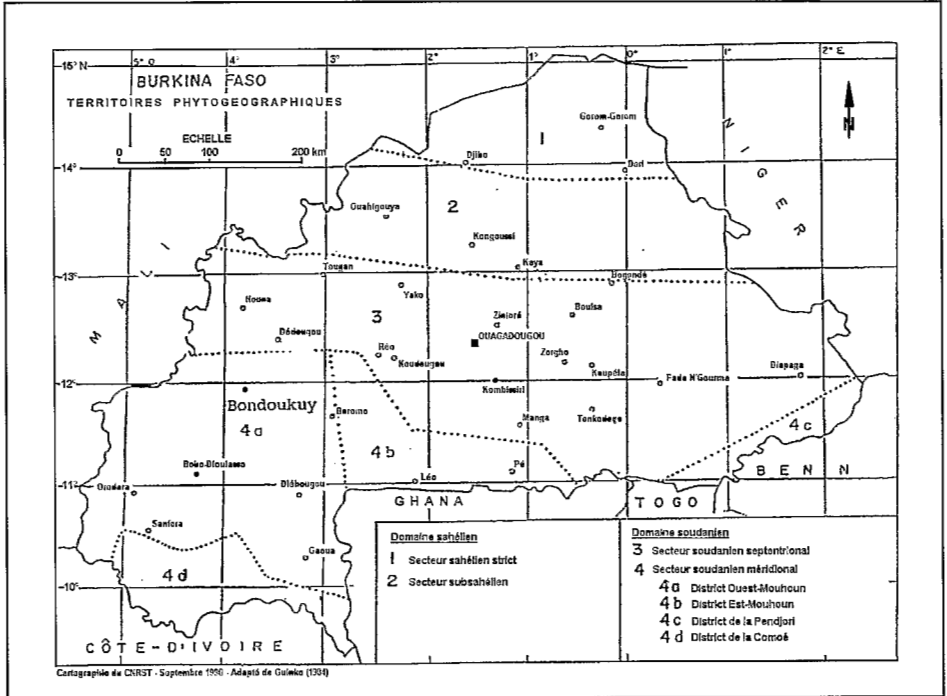 5° O 4° 3° 2° 1° 0° 1° 2° E
15° N
BURKINA FASO
TERRITOIRES PHYTOGEOGRAPHIQUES
ECHELLE
0 50 100 200 km
N
NIGER
Gorom-Gorom
1
Djibo
14°
Dori
Ouahigouya
2
Kongoussi
Kaya
13°
Tougan
Bogandé
MALI
Nouna
Yako
3
Boulsa
Ziniaré
OUAGADOUGOU
Dédougou
Réo
Koudougou
Zorgho
Koupéla
12°
Kombissiri
Fada N'Gourma
Diapaga
Bondoukuy
4a
Boromo
Manga
Tenkodogo
4c
4b
Bobo-Dioulasso
Léo
Pô
BENIN
11°
Orodara
Diébougou
GHANA
TOGO
Banfora
Gaoua
10°
4d
CÔTE-D'IVOIRE
Domaine sahélien
1 Secteur sahélien strict
2 Secteur subsahélien
Domaine soudanien
3 Secteur soudanien septentrional
4 Secteur soudanien méridional
4a District Ouest-Mouhoun
4b District Est-Mouhoun
4c District de la Pendjari
4d District de la Comoé
Cartographie de CNRST - Septembre - Adapté de Guinko (1984)